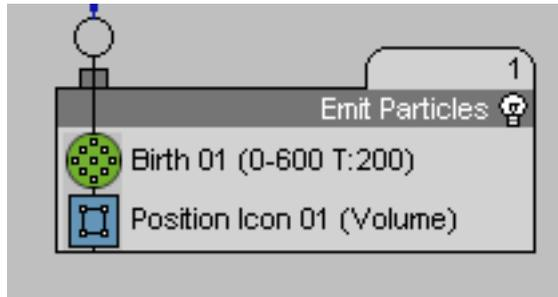 1
Emit Particles
Birth 01 (0-600 T:200)
Position Icon 01 (Volume)